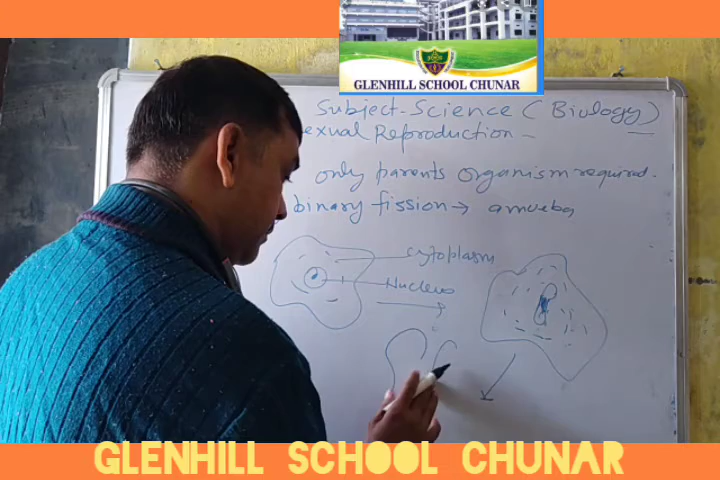 GLENHILL SCHOOL CHUNAR
Subject-Science (Biology)
exual Reproduction -
only parents organism required.
binary fission → amoeba
cytoplasm
Nucleus
GLENHILL SCHOOL CHUNAR